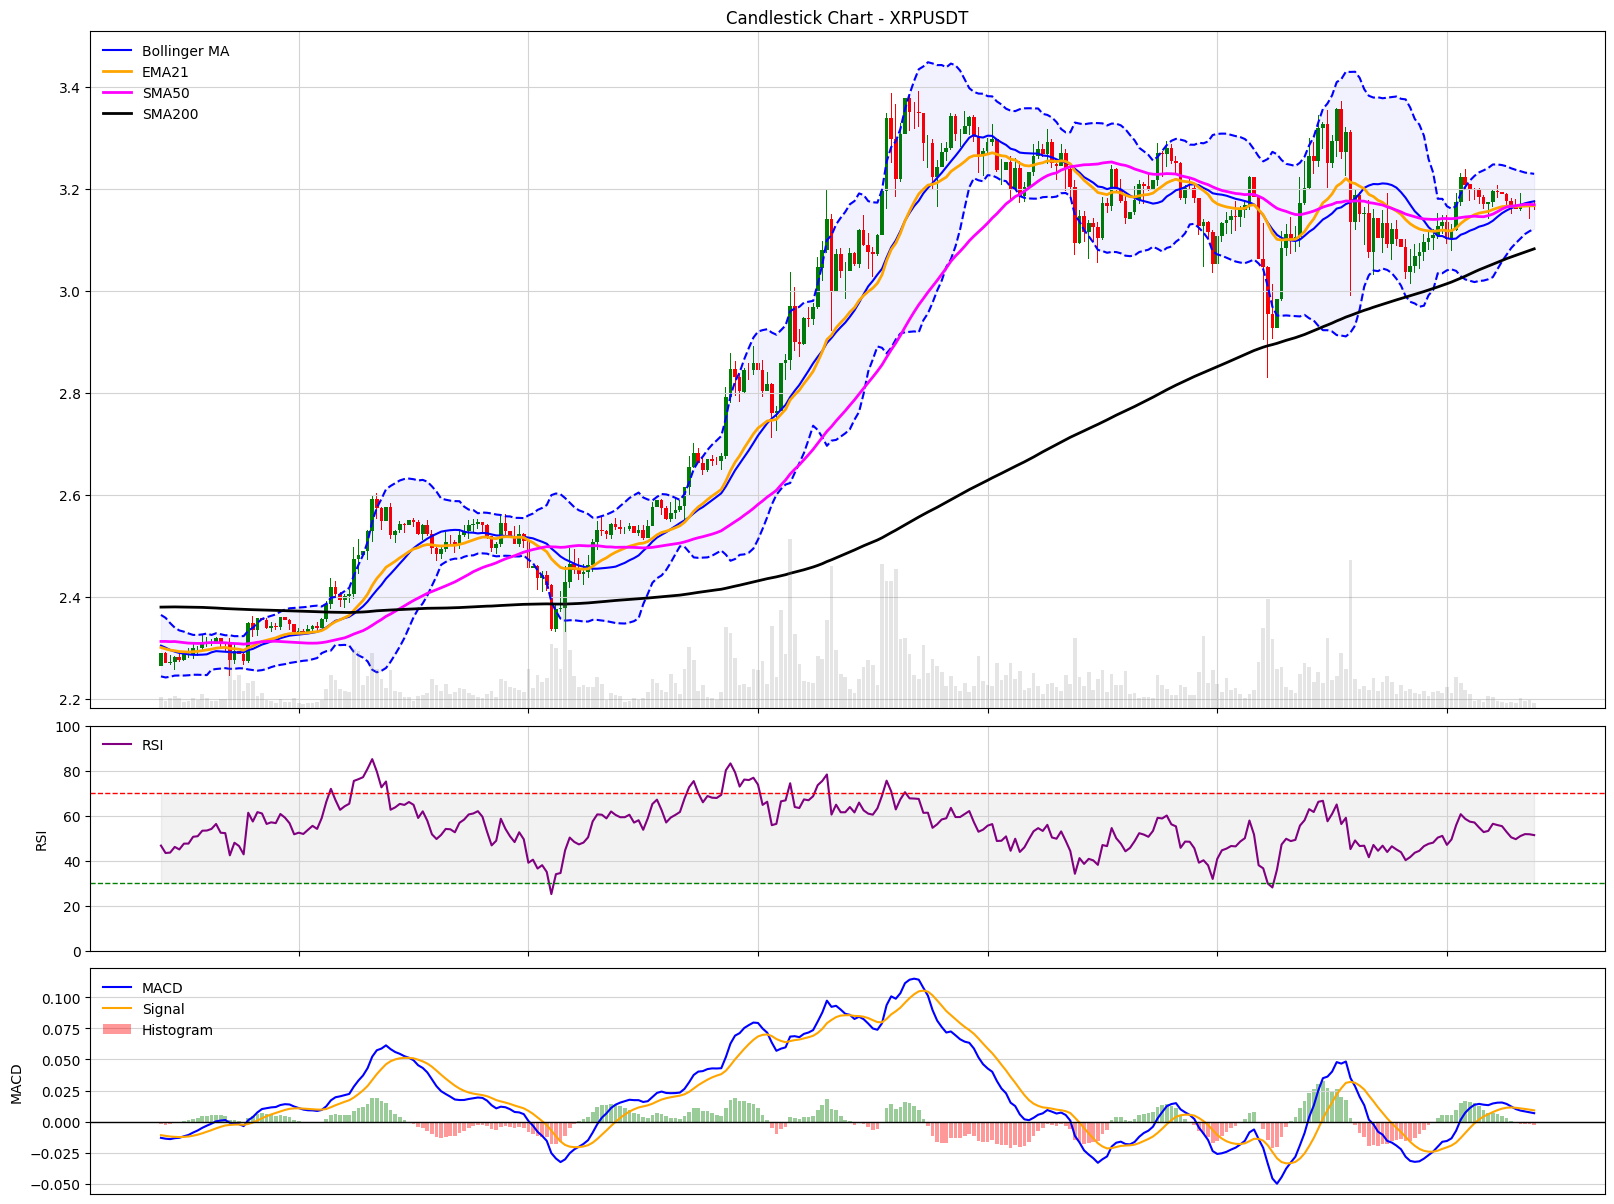 Candlestick Chart - XRPUSDT
Bollinger MA
EMA21
SMA50
SMA200
3.4
3.2
3.0
2.8
2.6
2.4
2.2
RSI
100
80
60
40
20
0
RSI
MACD
Signal
Histogram
0.100
0.075
0.050
0.025
0.000
−0.025
−0.050
MACD